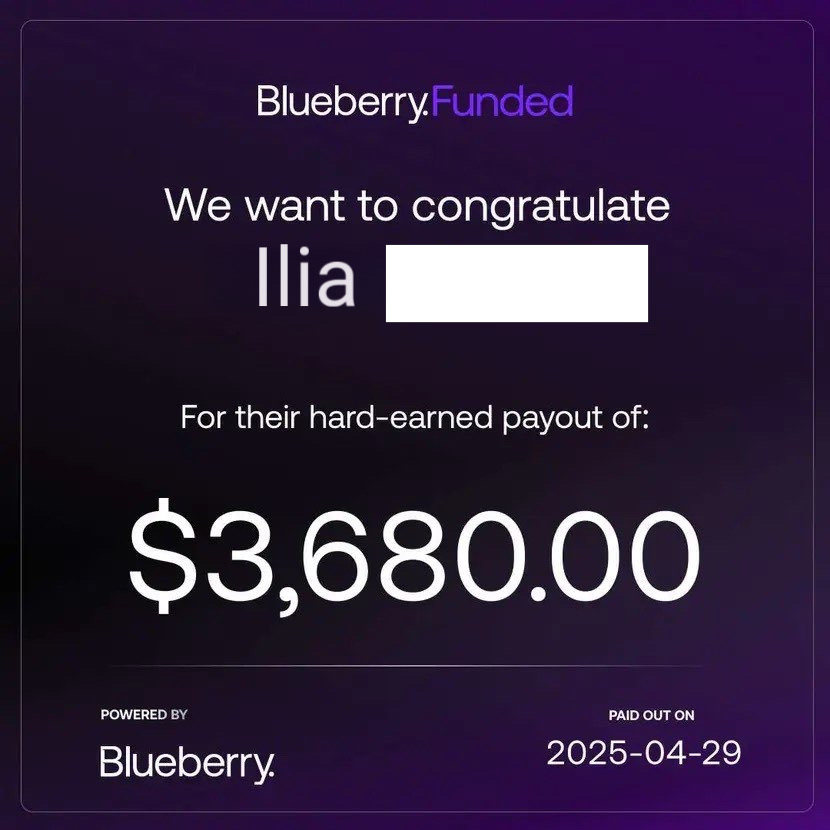 Blueberry.Funded
We want to congratulate
Ilia
For their hard-earned payout of:
$3,680.00
POWERED BY
Blueberry.
PAID OUT ON
2025-04-29